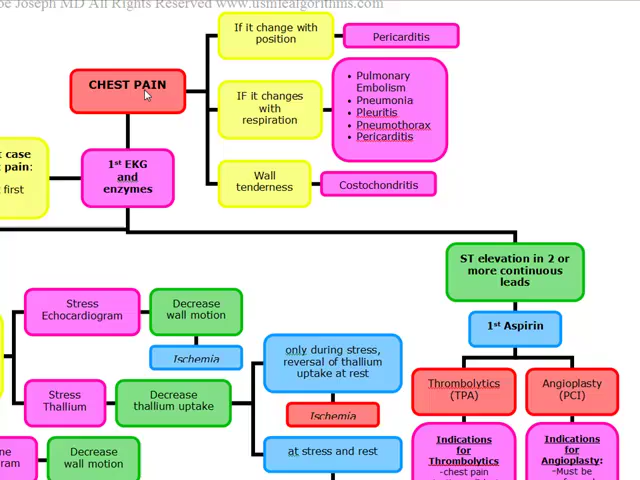 be Joseph MD All Rights Reserved www.usmlealgorithms.com
If it change with
position
Pericarditis
CHEST PAIN
IF it changes
with
respiration
• Pulmonary
Embolism
• Pneumonia
• Pleuritis
• Pneumothorax
• Pericarditis
t case
t pain:
t first
1st EKG
and
enzymes
Wall
tenderness
Costochondritis
ST elevation in 2 or
more continuous
leads
1st Aspirin
Stress
Echocardiogram
Decrease
wall motion
Ischemia
only during stress,
reversal of thallium
uptake at rest
Ischemia
Stress
Thallium
Decrease
thallium uptake
at stress and rest
Thrombolytics
(TPA)
Angioplasty
(PCI)
Indications
for
Thrombolytics
-chest pain
Indications
for
Angioplasty:
-Must be
ne
gram
Decrease
wall motion